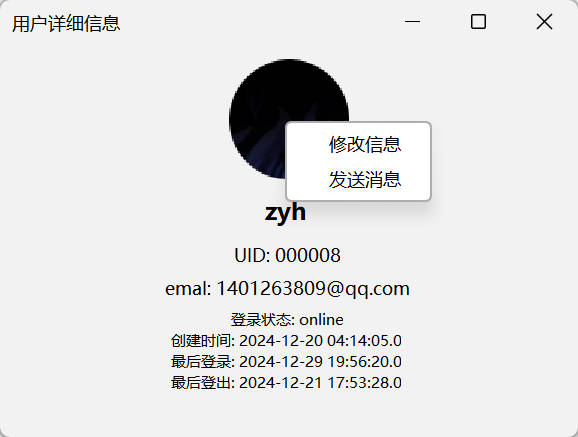 用户详细信息
修改信息
发送消息
zyh
UID: 000008
emal: 1401263809@qq.com
登录状态: online
创建时间: 2024-12-20 04:14:05.0
最后登录: 2024-12-29 19:56:20.0
最后登出: 2024-12-21 17:53:28.0